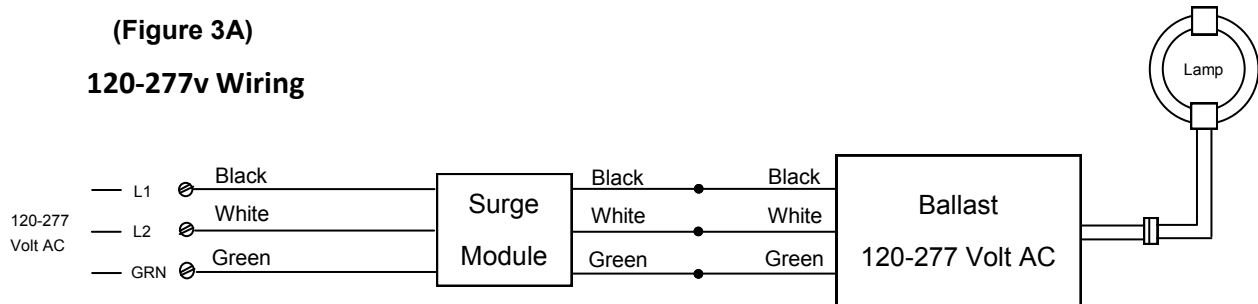 (Figure 3A)
120-277v Wiring
Lamp
120-277
Volt AC
L1
L2
GRN
Black
White
Green
Surge
Module
Black
White
Green
Black
White
Green
Ballast
120-277 Volt AC